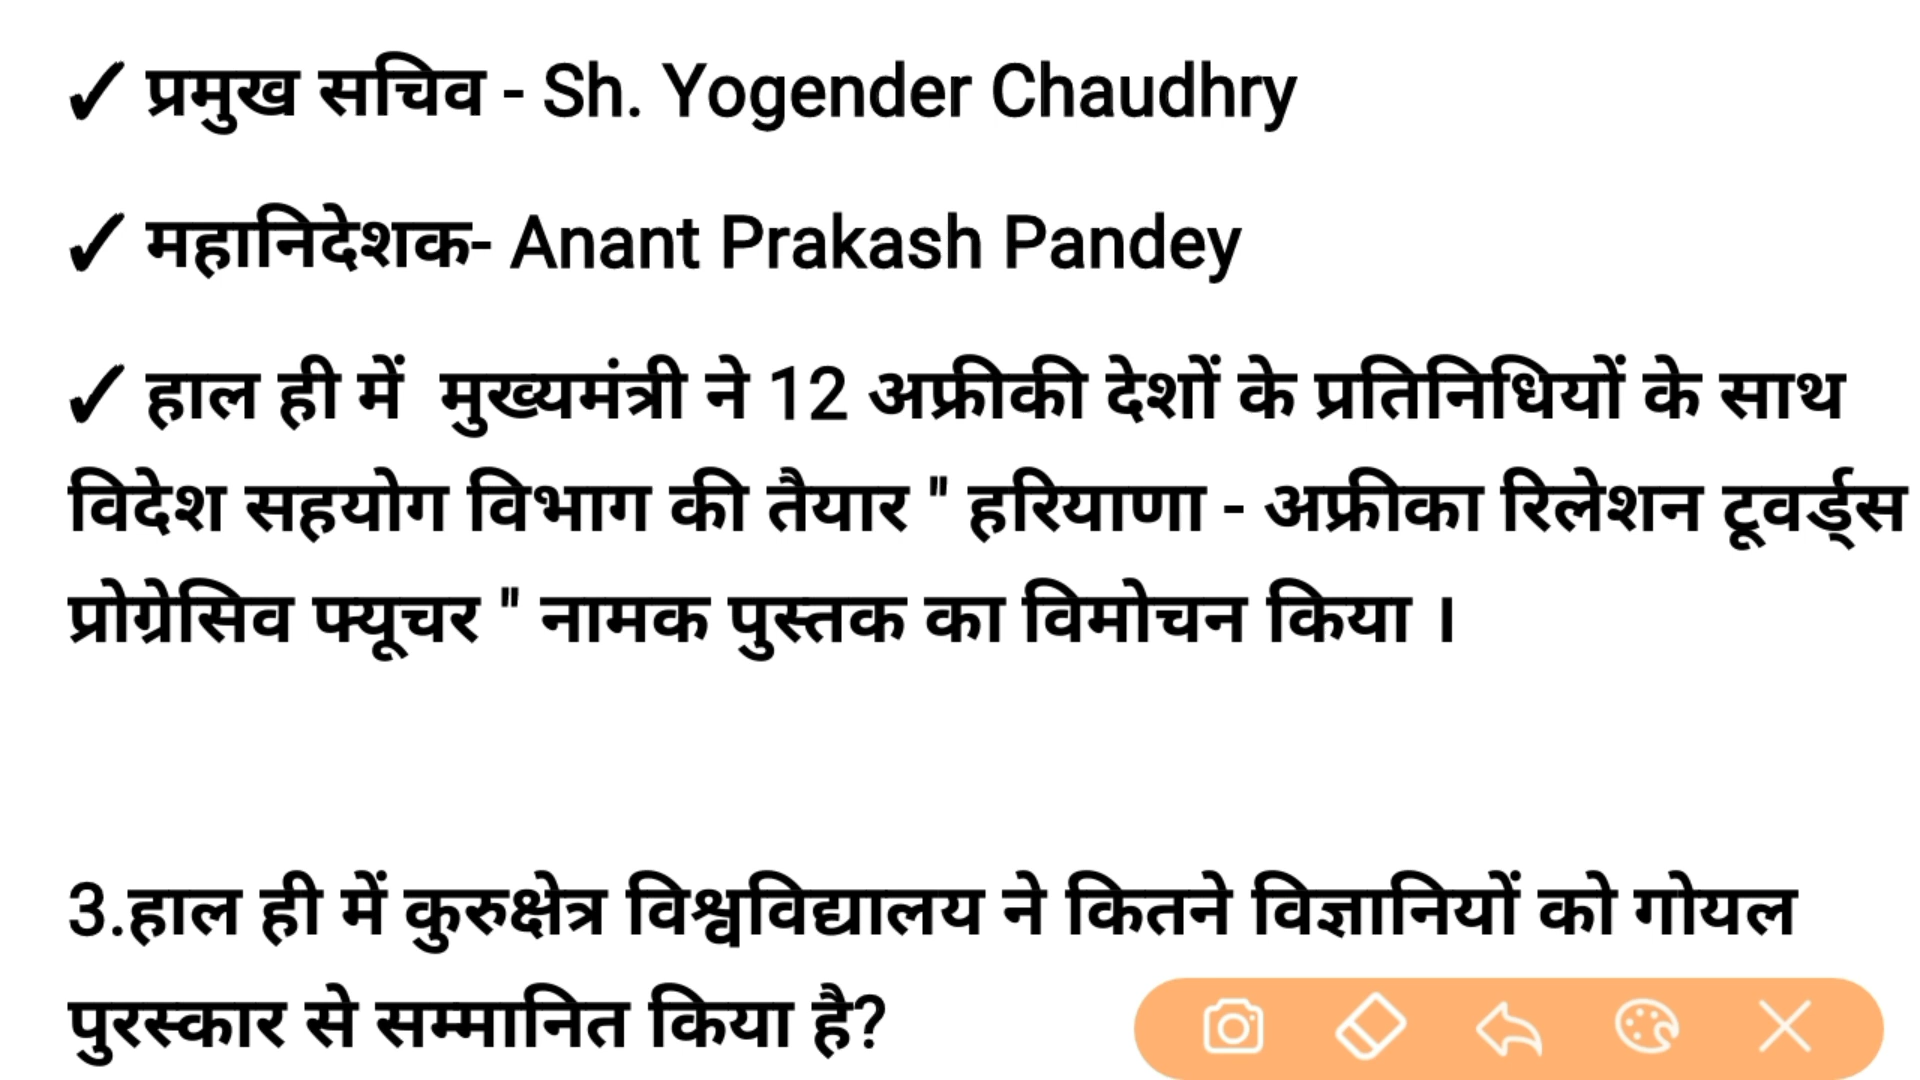 ✓ प्रमुख सचिव - Sh. Yogender Chaudhry
✓ महानिदेशक- Anant Prakash Pandey
✓ हाल ही में मुख्यमंत्री ने 12 अफ्रीकी देशों के प्रतिनिधियों के साथ
विदेश सहयोग विभाग की तैयार " हरियाणा - अफ्रीका रिलेशन टूवर्ड्स
प्रोग्रेसिव फ्यूचर " नामक पुस्तक का विमोचन किया ।
3.हाल ही में कुरुक्षेत्र विश्वविद्यालय ने कितने विज्ञानियों को गोयल
पुरस्कार से सम्मानित किया है?